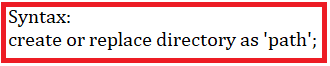 Syntax:
create or replace directory as 'path';